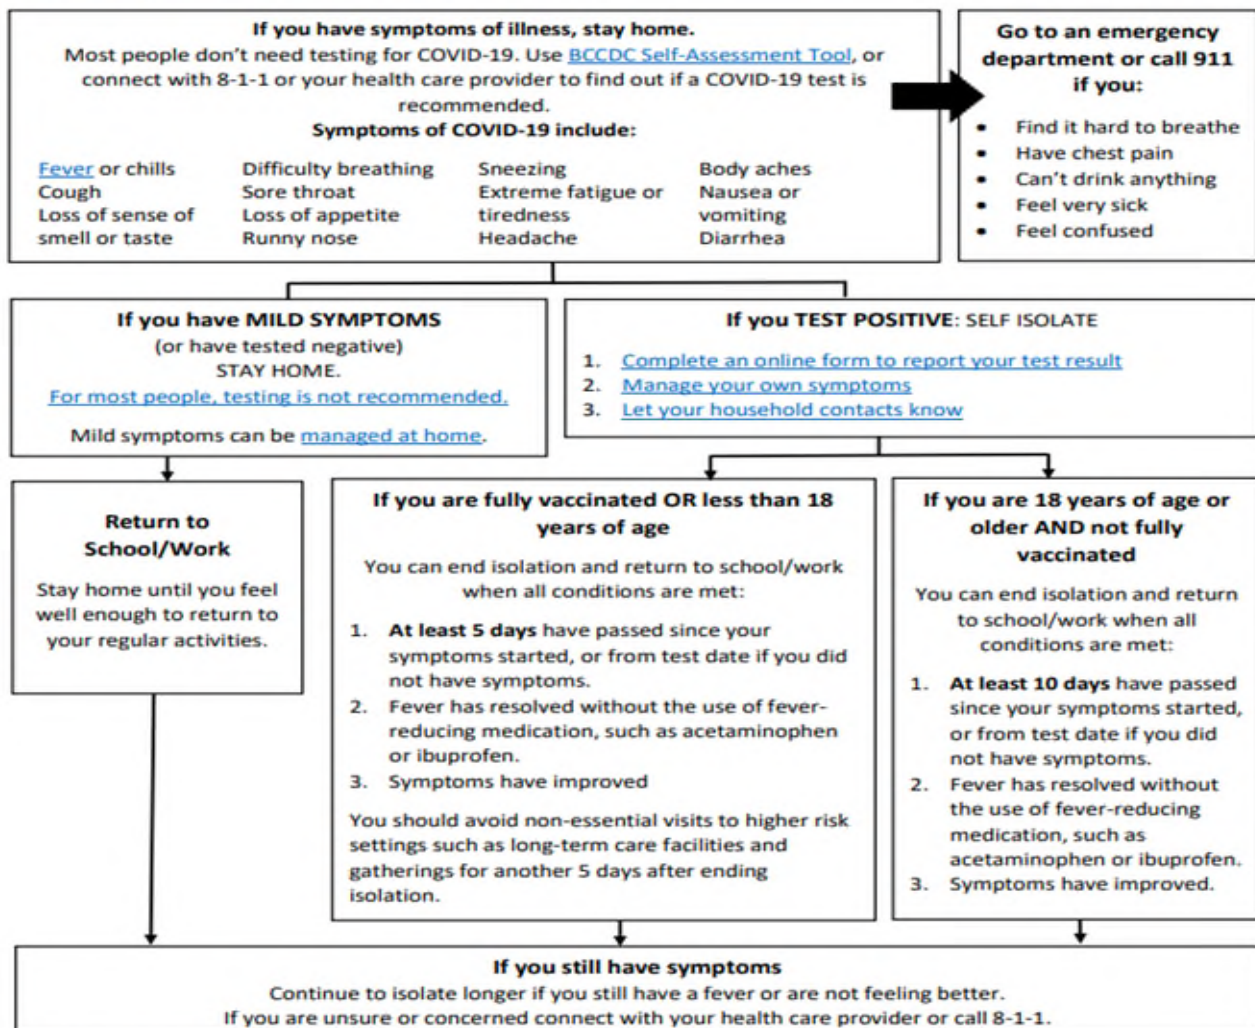 If you have symptoms of illness, stay home.
Most people don't need testing for COVID-19. Use BCCDC Self-Assessment Tool, or
connect with 8-1-1 or your health care provider to find out if a COVID-19 test is
recommended.
Symptoms of COVID-19 include:
Fever or chills
Cough
Loss of sense of
smell or taste
Difficulty breathing
Sore throat
Loss of appetite
Runny nose
Sneezing
Extreme fatigue or
tiredness
Headache
Body aches
Nausea or
vomiting
Diarrhea
Go to an emergency
department or call 911
if you:
• Find it hard to breathe
• Have chest pain
• Can't drink anything
• Feel very sick
• Feel confused
If you have MILD SYMPTOMS
(or have tested negative)
STAY HOME.
For most people, testing is not recommended.
Mild symptoms can be managed at home.
If you TEST POSITIVE: SELF ISOLATE
1. Complete an online form to report your test result
2. Manage your own symptoms
3. Let your household contacts know
Return to
School/Work
Stay home until you feel
well enough to return to
your regular activities.
If you are fully vaccinated OR less than 18
years of age
You can end isolation and return to school/work
when all conditions are met:
1. At least 5 days have passed since your
symptoms started, or from test date if you did
not have symptoms.
2. Fever has resolved without the use of fever-
reducing medication, such as acetaminophen
or ibuprofen.
3. Symptoms have improved
You should avoid non-essential visits to higher risk
settings such as long-term care facilities and
gatherings for another 5 days after ending
isolation.
If you are 18 years of age or
older AND not fully
vaccinated
You can end isolation and return
to school/work when all
conditions are met:
1. At least 10 days have passed
since your symptoms started,
or from test date if you did
not have symptoms.
2. Fever has resolved without
the use of fever-reducing
medication, such as
acetaminophen or ibuprofen.
3. Symptoms have improved.
If you still have symptoms
Continue to isolate longer if you still have a fever or are not feeling better.
If you are unsure or concerned connect with your health care provider or call 8-1-1.